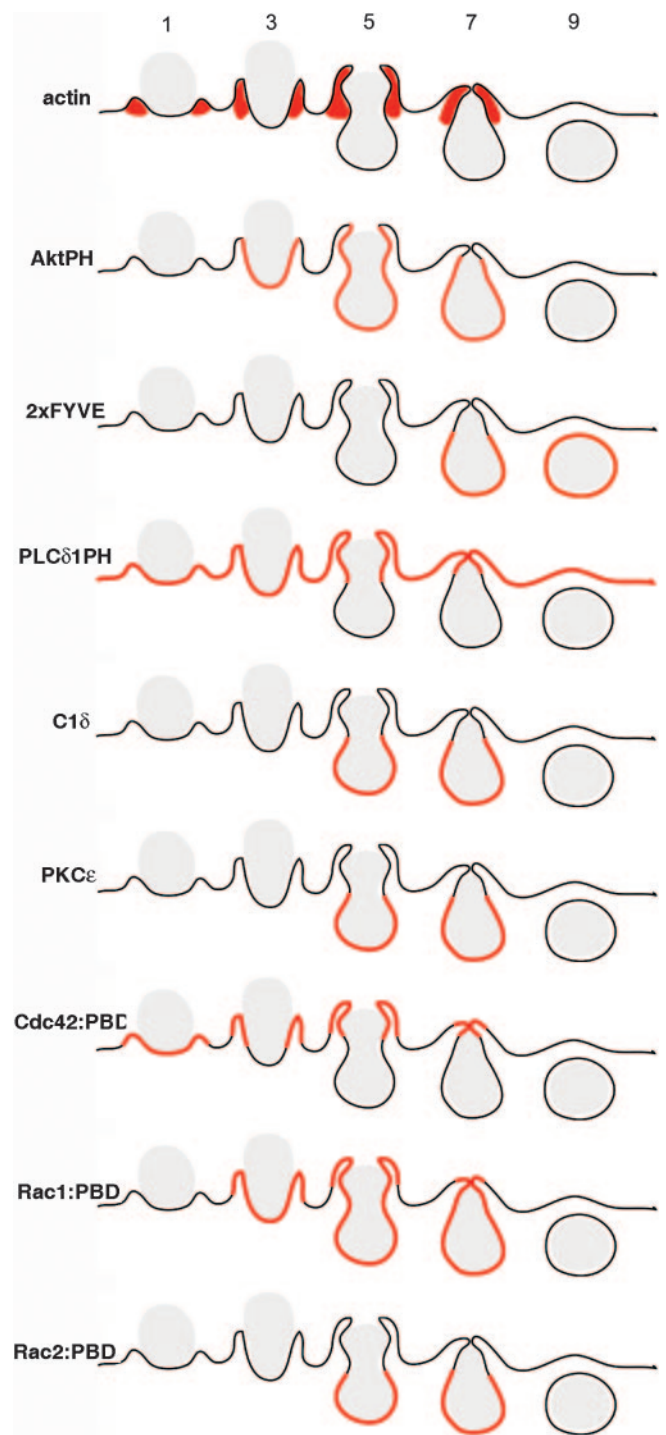 1 3 5 7 9
actin
AktPH
2xFYVE
PLCδ1PH
C1δ
PKCε
Cdc42:PBD
Rac1:PBD
Rac2:PBD